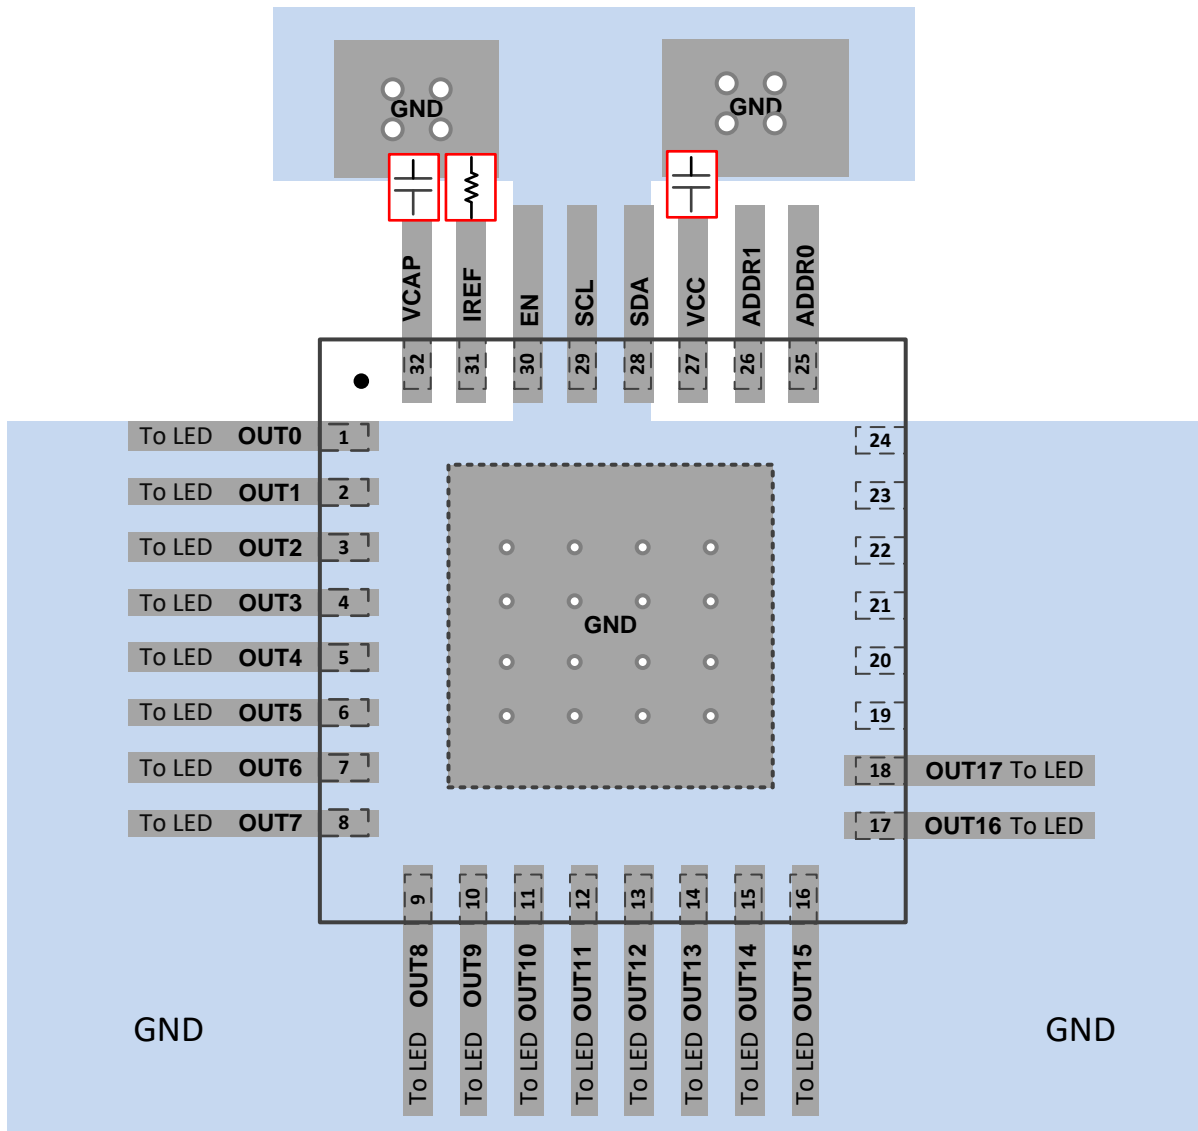 GND
GND
VCAP
IREF
EN
SCL
SDA
VCC
ADDR1
ADDR0
32
31
30
29
28
27
26
25
To LED OUT0 1
To LED OUT1 2
To LED OUT2 3
To LED OUT3 4
To LED OUT4 5
To LED OUT5 6
To LED OUT6 7
To LED OUT7 8
GND
24
23
22
21
20
19
18 OUT17 To LED
17 OUT16 To LED
9
10
11
12
13
14
15
16
To LED OUT8
To LED OUT9
To LED OUT10
To LED OUT11
To LED OUT12
To LED OUT13
To LED OUT14
To LED OUT15
GND
GND